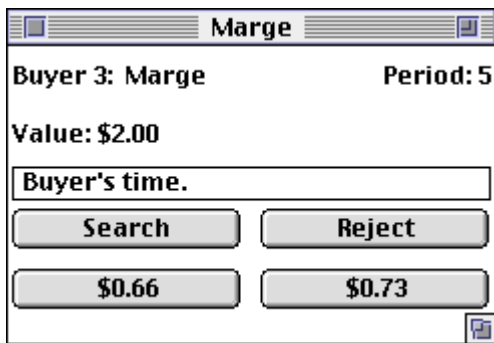 Marge
Buyer 3: Marge Period: 5
Value: $2.00
Buyer's time.
Search Reject
$0.66 $0.73